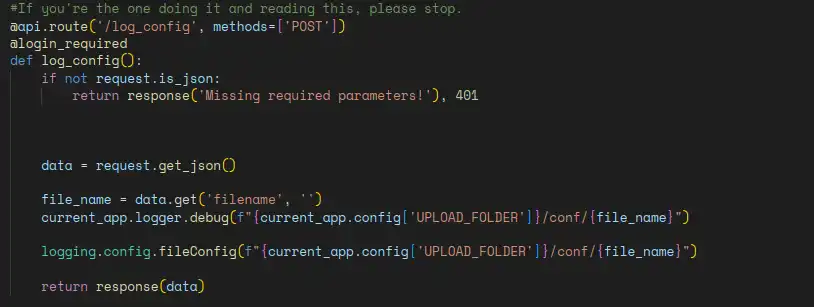 #If you're the one doing it and reading this, please stop.
@api.route('/log_config', methods=['POST'])
@login_required
def log_config():
    if not request.is_json:
        return response('Missing required parameters!'), 401
    data = request.get_json()
    file_name = data.get('filename', '')
    current_app.logger.debug(f"{current_app.config['UPLOAD_FOLDER']}/conf/{file_name}")
    logging.config.fileConfig(f"{current_app.config['UPLOAD_FOLDER']}/conf/{file_name}")
    return response(data)